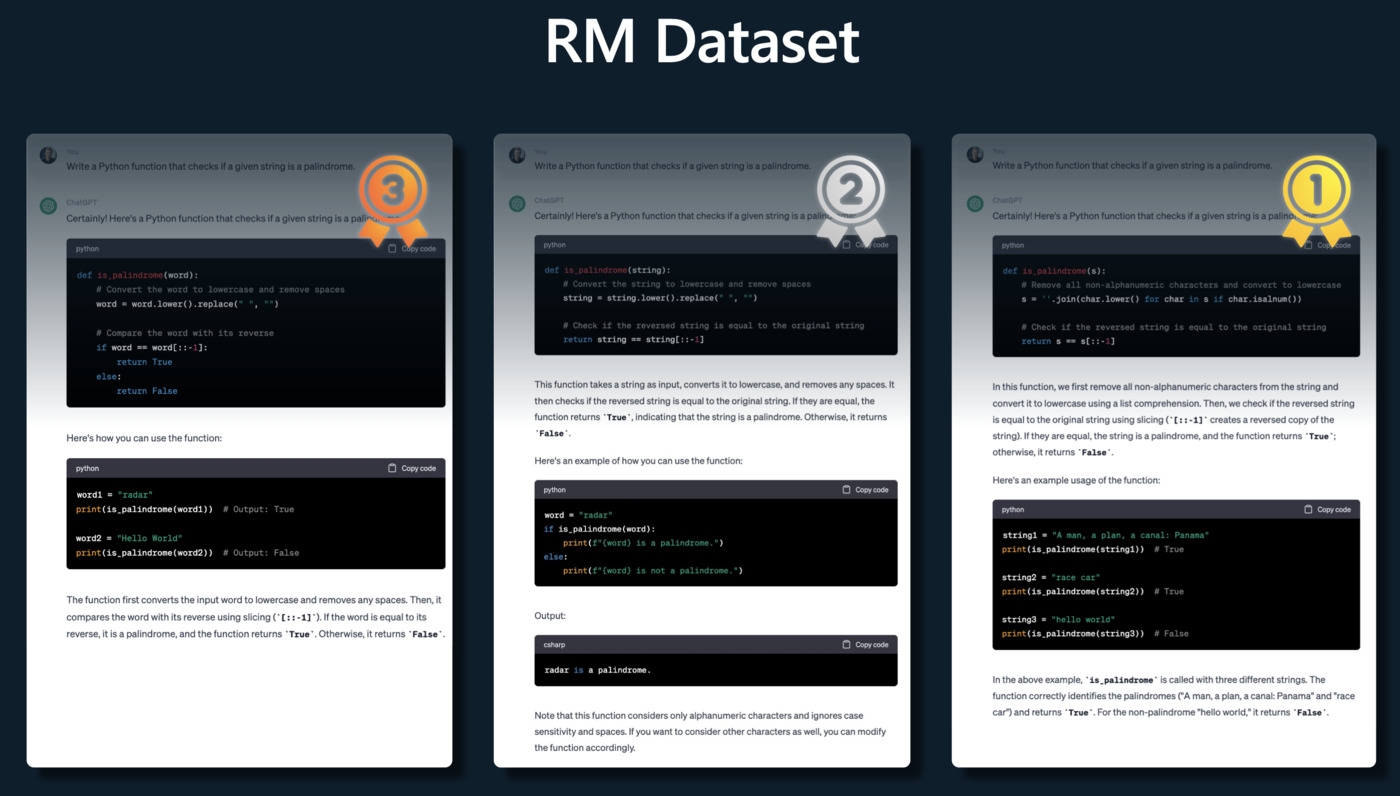 RM Dataset
You
Write a Python function that checks if a given string is a palindrome.
3
ChatGPT
Certainly! Here's a Python function that checks if a given string is a
python
Copy code
def is_palindrome(word):
# Convert the word to lowercase and remove spaces
word = word.lower().replace(" ", "")
# Compare the word with its reverse
if word == word[::-1]:
return True
else:
return False
Here's how you can use the function:
python
Copy code
word1 = "radar"
print(is_palindrome(word1))  # Output: True
word2 = "Hello World"
print(is_palindrome(word2))  # Output: False
The function first converts the input word to lowercase and removes any spaces. Then, it
compares the word with its reverse using slicing (`[::-1]`). If the word is equal to its
reverse, it is a palindrome, and the function returns `True`. Otherwise, it returns `False`.
You
Write a Python function that checks if a given string is a palindrome.
2
ChatGPT
Certainly! Here's a Python function that checks if a given string is a
python
Copy code
def is_palindrome(string):
# Convert the string to lowercase and remove spaces
string = string.lower().replace(" ", "")
# Check if the reversed string is equal to the original string
return string == string[::-1]
This function takes a string as input, converts it to lowercase, and removes any spaces. It
then checks if the reversed string is equal to the original string. If they are equal, the
function returns `True`, indicating that the string is a palindrome. Otherwise, it returns
`False`.
Here's an example of how you can use the function:
python
Copy code
word = "radar"
if is_palindrome(word):
print(f"{word} is a palindrome.")
else:
print(f"{word} is not a palindrome.")
Output:
csharp
Copy code
radar is a palindrome.
Note that this function considers only alphanumeric characters and ignores case
sensitivity and spaces. If you want to consider other characters as well, you can modify
the function accordingly.
You
Write a Python function that checks if a given string is a palindrome.
1
ChatGPT
Certainly! Here's a Python function that checks if a given string is a
python
Copy code
def is_palindrome(s):
# Remove all non-alphanumeric characters and convert to lowercase
s = ''.join(char.lower() for char in s if char.isalnum())
# Check if the reversed string is equal to the original string
return s == s[::-1]
In this function, we first remove all non-alphanumeric characters from the string and
convert it to lowercase using a list comprehension. Then, we check if the reversed string
is equal to the original string using slicing (`[::-1]` creates a reversed copy of the
string). If they are equal, the string is a palindrome, and the function returns `True`;
otherwise, it returns `False`.
Here's an example usage of the function:
python
Copy code
string1 = "A man, a plan, a canal: Panama"
print(is_palindrome(string1))  # True
string2 = "race car"
print(is_palindrome(string2))  # True
string3 = "hello world"
print(is_palindrome(string3))  # False
In the above example, `is_palindrome` is called with three different strings. The
function correctly identifies the palindromes ("A man, a plan, a canal: Panama" and "race
car") and returns `True`. For the non-palindrome "hello world," it returns `False`.